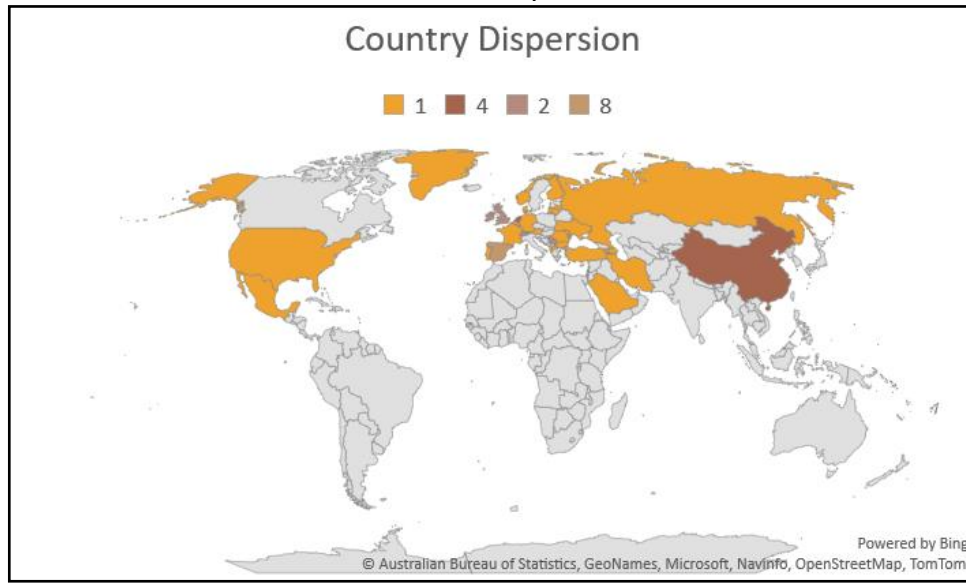 Country Dispersion
1 4 2 8
Powered by Bing
© Australian Bureau of Statistics, GeoNames, Microsoft, Navinfo, OpenStreetMap, TomTom